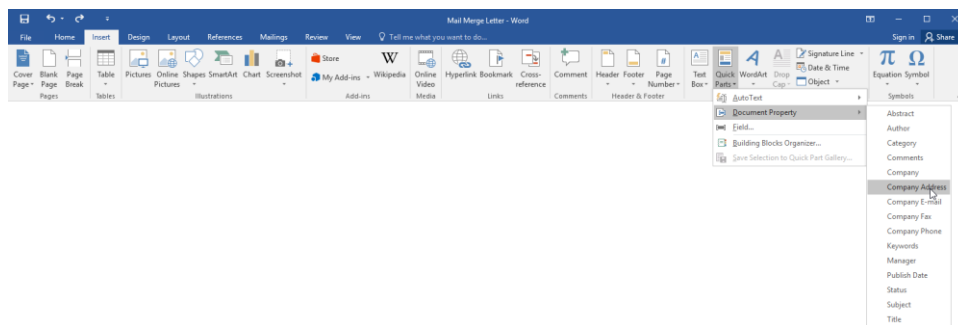 Mail Merge Letter - Word
File Home Insert Design Layout References Mailings Review View Tell me what you want to do... Sign in Share
Cover Page Blank Page Page Break Table Pictures Online Pictures Shapes SmartArt Chart Screenshot Store My Add-ins Wikipedia Online Video Hyperlink Bookmark Cross-reference Comment Header Footer Page Number Text Box Quick Parts WordArt Drop Cap Signature Line Date & Time Object Equation Symbol
Pages Tables Illustrations Add-ins Media Links Comments Header & Footer Symbols
AutoText
Document Property
Field...
Building Blocks Organizer...
Save Selection to Quick Part Gallery...
Abstract
Author
Category
Comments
Company
Company Address
Company E-mail
Company Fax
Company Phone
Keywords
Manager
Publish Date
Status
Subject
Title